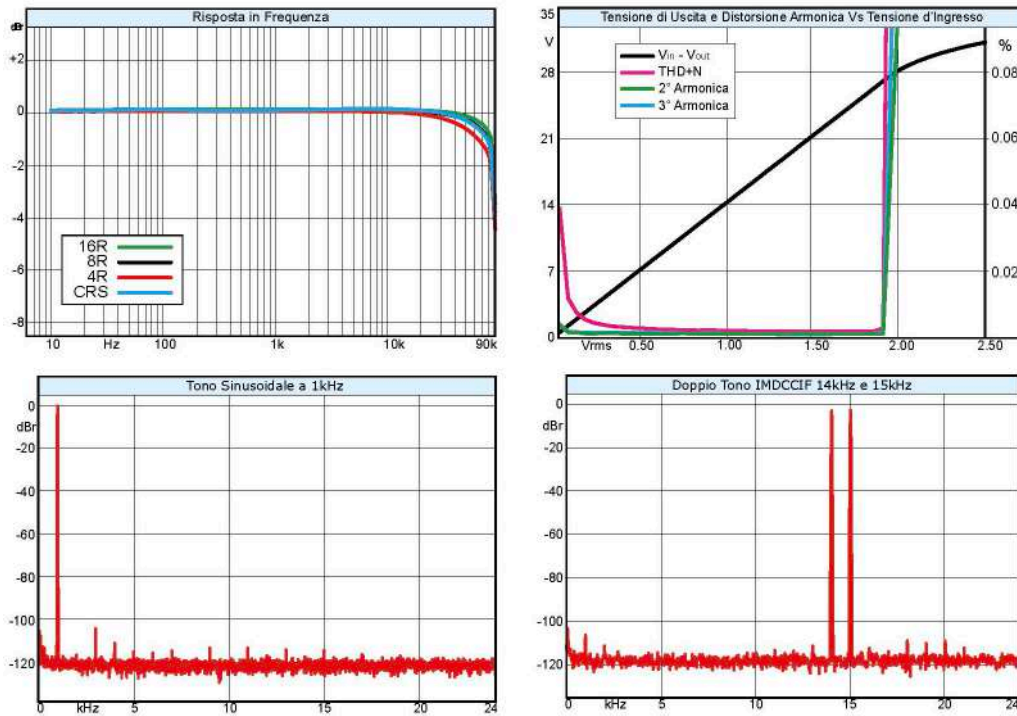 Risposta in Frequenza
dBr
+2
0
-2
-4
-6
-8
16R
8R
4R
CRS
10 Hz 100 1k 10k 90k
Tensione di Uscita e Distorsione Armonica Vs Tensione d'Ingresso
35
V
28
21
14
7
0
Vin - Vout
THD+N
2° Armonica
3° Armonica
%
0.08
0.06
0.04
0.02
Vrms 0.50 1.00 1.50 2.00 2.50
Tono Sinusoidale a 1kHz
0
dBr
-20
-40
-60
-80
-100
-120
0 kHz 5 10 15 20 24
Doppio Tono IMDCCIF 14kHz e 15kHz
0
dBr
-20
-40
-60
-80
-100
-120
0 kHz 5 10 15 20 24